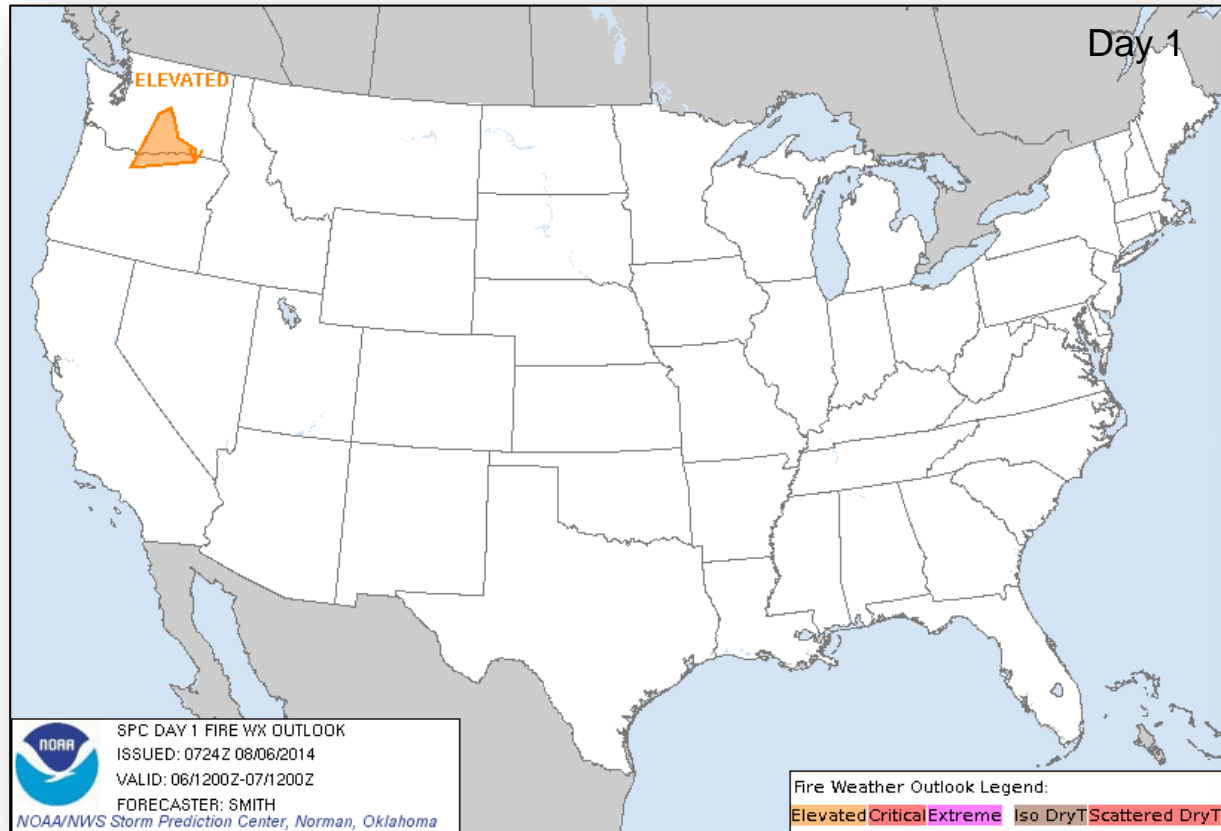 Day 1
ELEVATED
NOAA
SPC DAY 1 FIRE WX OUTLOOK
ISSUED: 0724Z 08/06/2014
VALID: 06/1200Z-07/1200Z
FORECASTER: SMITH
NOAA/NWS Storm Prediction Center, Norman, Oklahoma
Fire Weather Outlook Legend:
Elevated Critical Extreme Iso DryT Scattered DryT